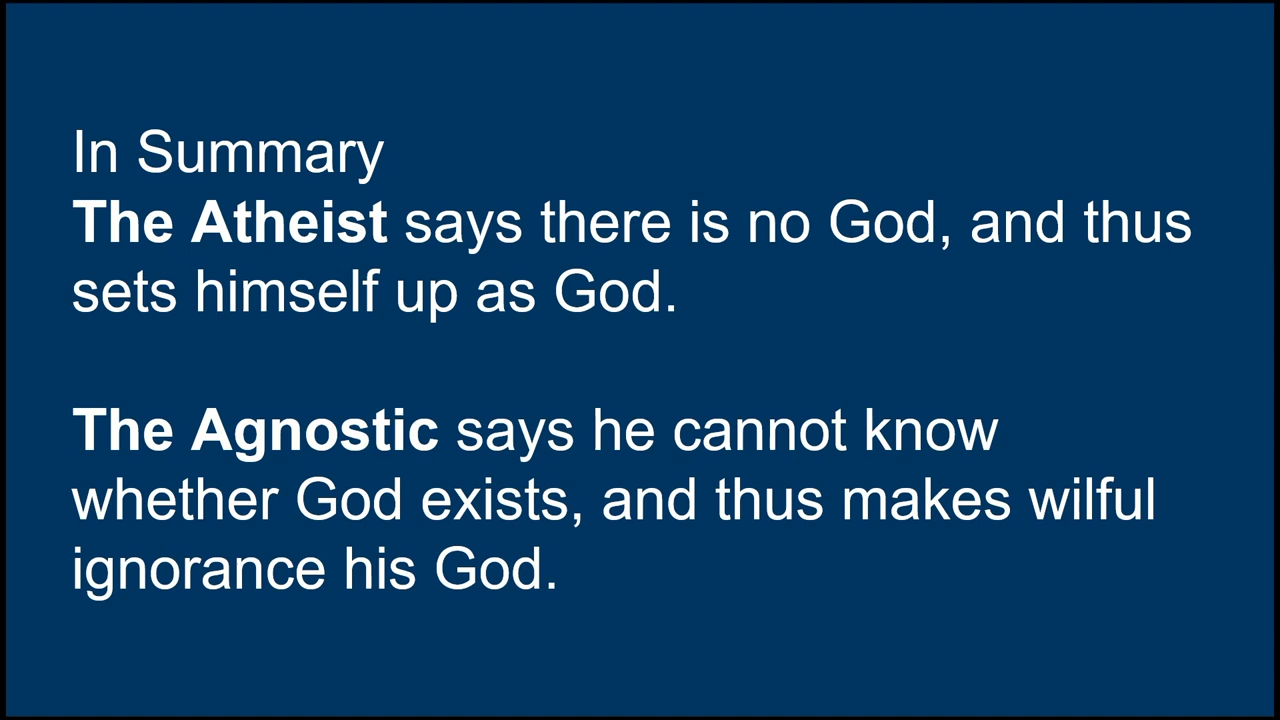 In Summary
The Atheist says there is no God, and thus
sets himself up as God.
The Agnostic says he cannot know
whether God exists, and thus makes wilful
ignorance his God.